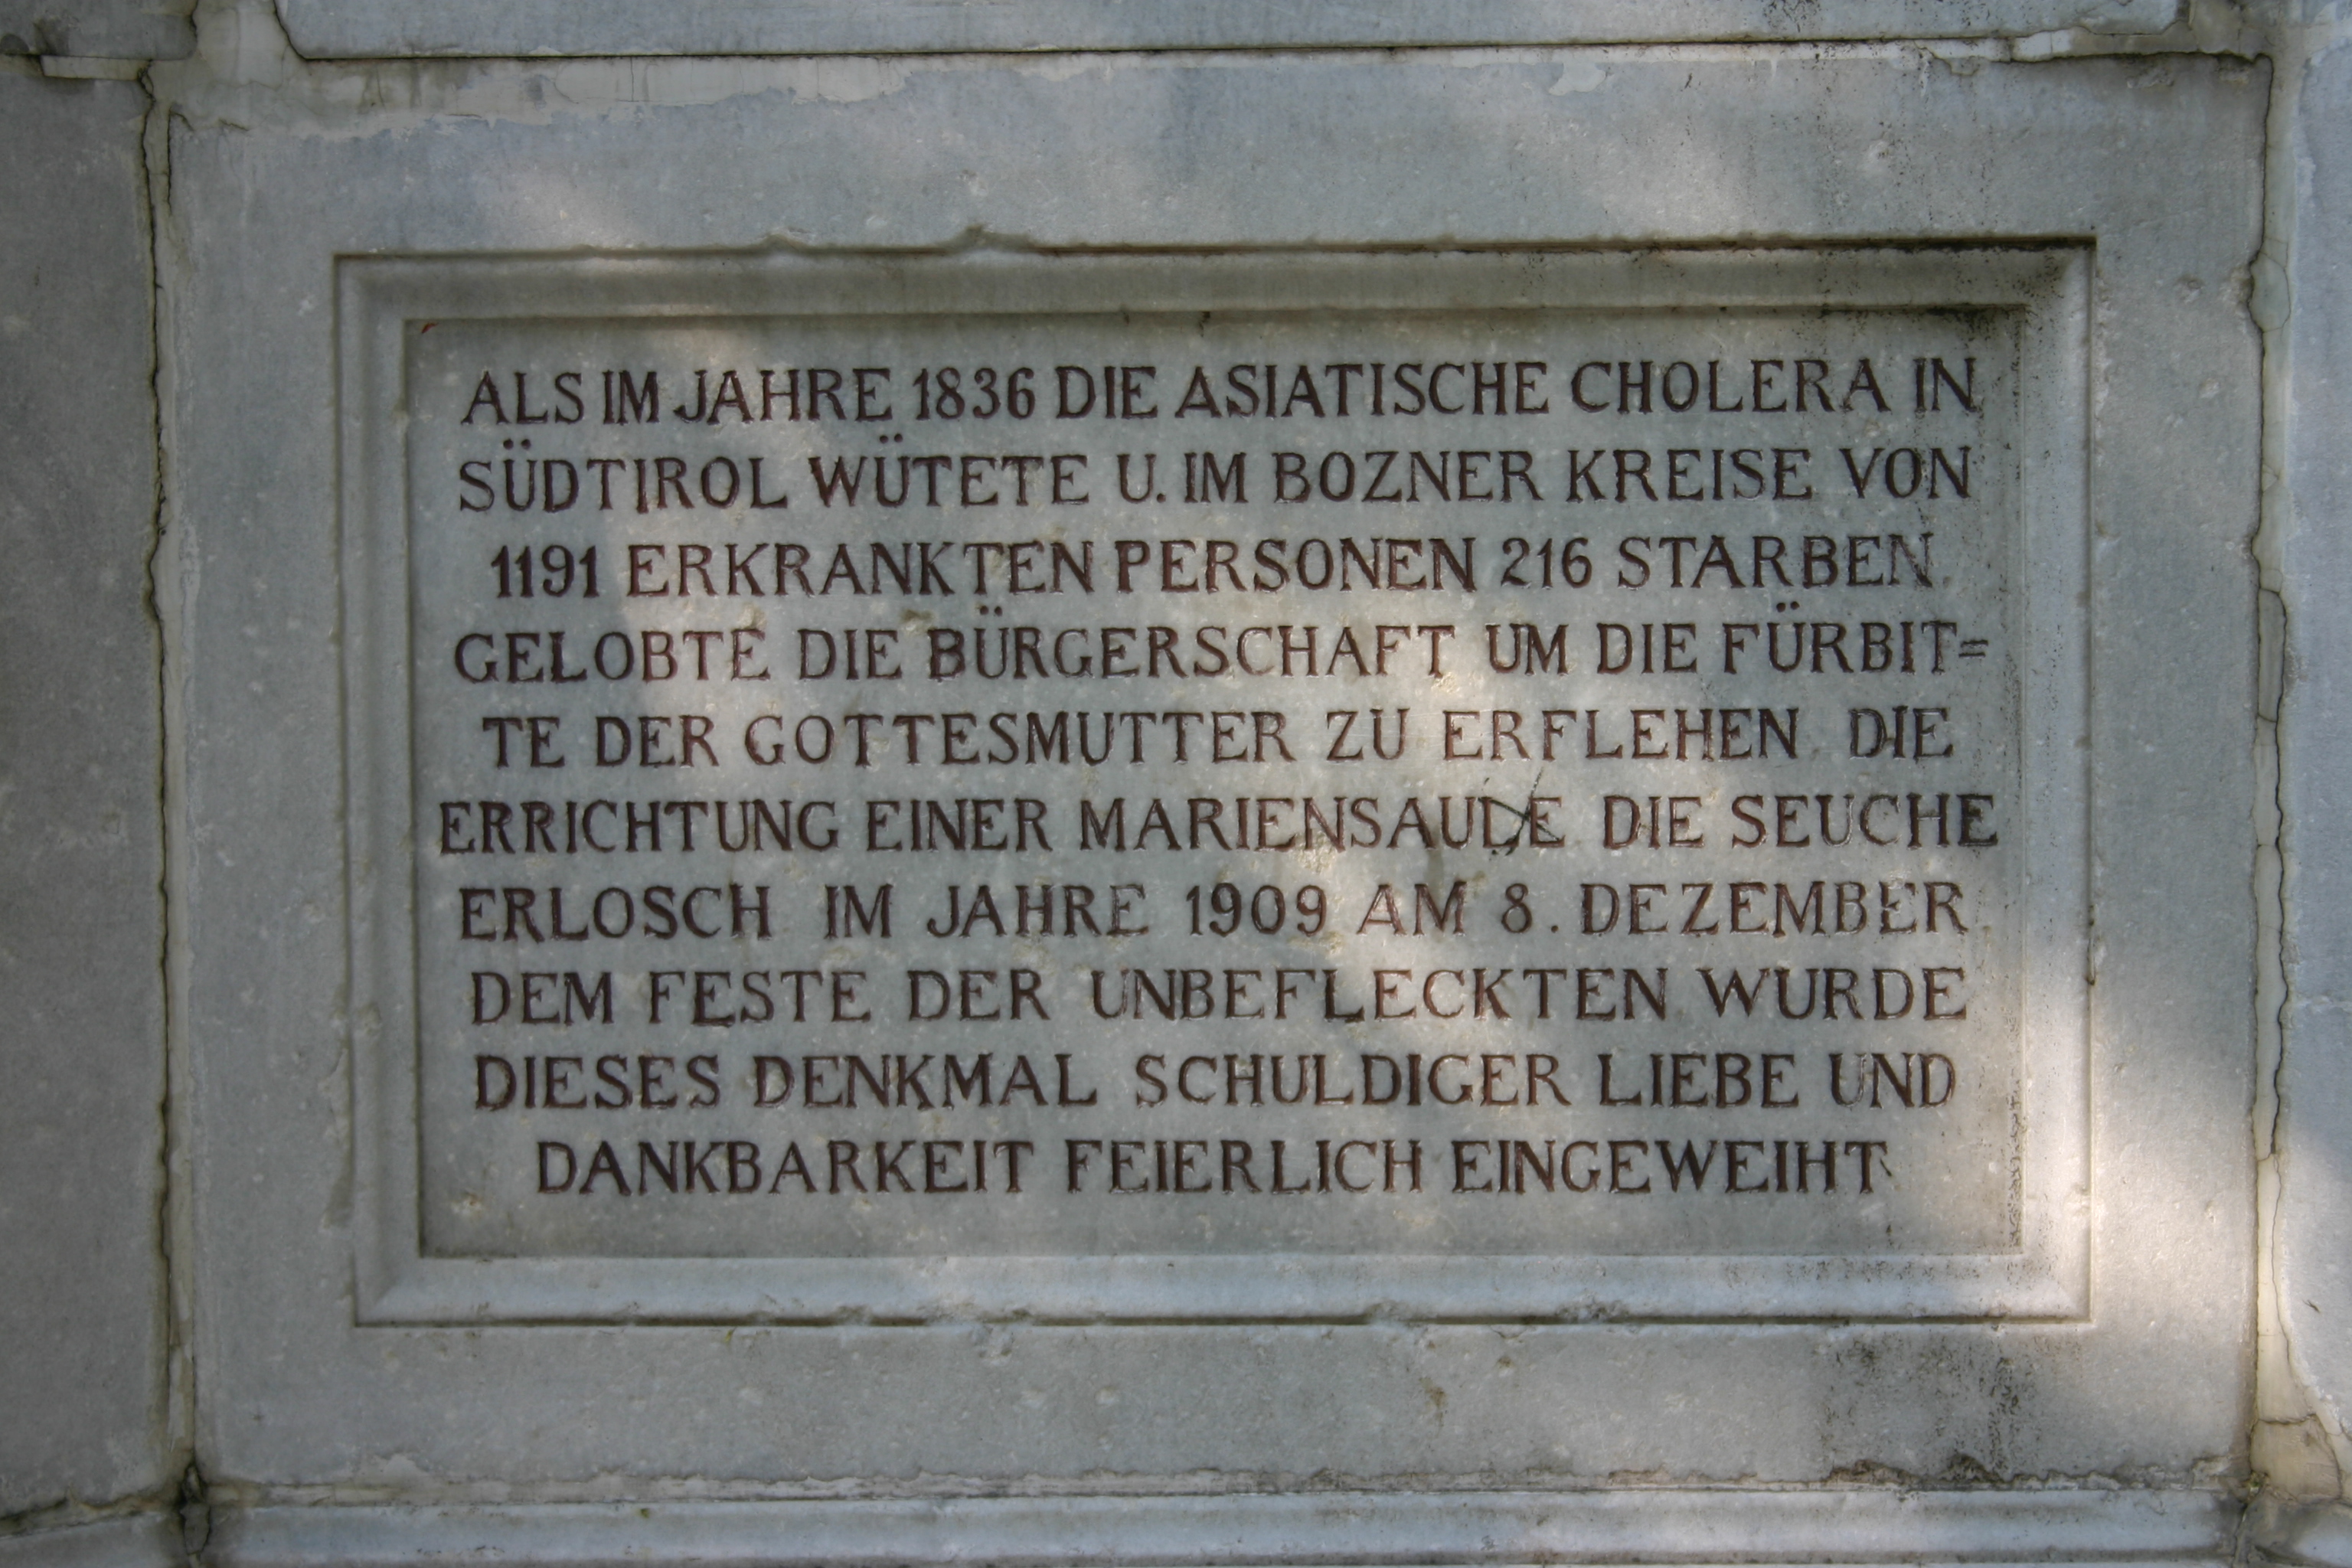 ALS IM JAHRE 1836 DIE ASIATISCHE CHOLERA IN
SÜDTIROL WÜTETE U. IM BOZNER KREISE VON
1191 ERKRANKTEN PERSONEN 216 STARBEN
GELOBTE DIE BÜRGERSCHAFT UM DIE FÜRBIT=
TE DER GOTTESMUTTER ZU ERFLEHEN DIE
ERRICHTUNG EINER MARIENSAULE DIE SEUCHE
ERLOSCH IM JAHRE 1909 AM 8. DEZEMBER
DEM FESTE DER UNBEFLECKTEN WURDE
DIESES DENKMAL SCHULDIGER LIEBE UND
DANKBARKEIT FEIERLICH EINGEWEIHT